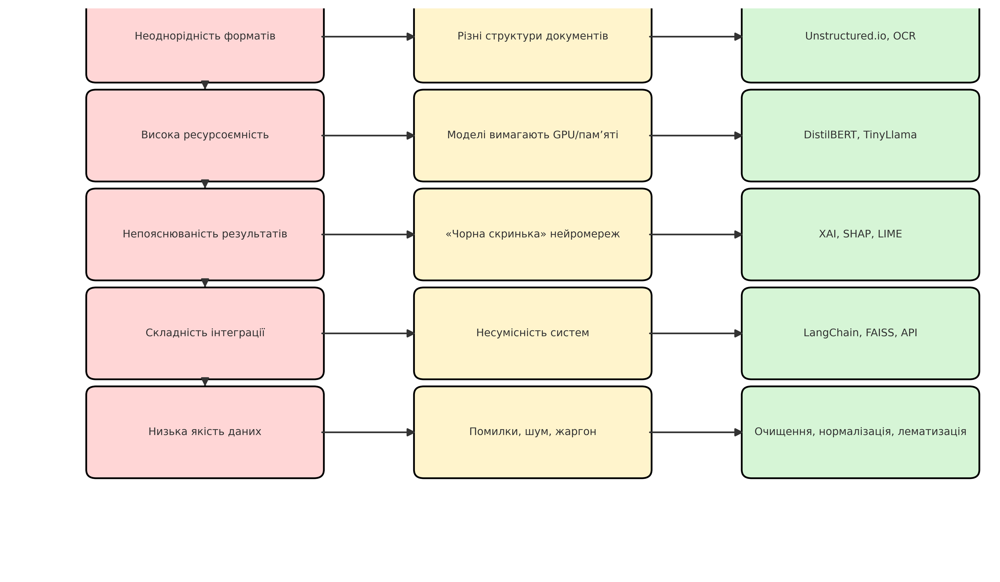 Неоднорідність форматів
Різні структури документів
Unstructured.io, OCR
Висока ресурсоємність
Моделі вимагають GPU/пам’яті
DistilBERT, TinyLlama
Непояснюваність результатів
«Чорна скринька» нейромереж
XAI, SHAP, LIME
Складність інтеграції
Несумісність систем
LangChain, FAISS, API
Низька якість даних
Помилки, шум, жаргон
Очищення, нормалізація, лематизація